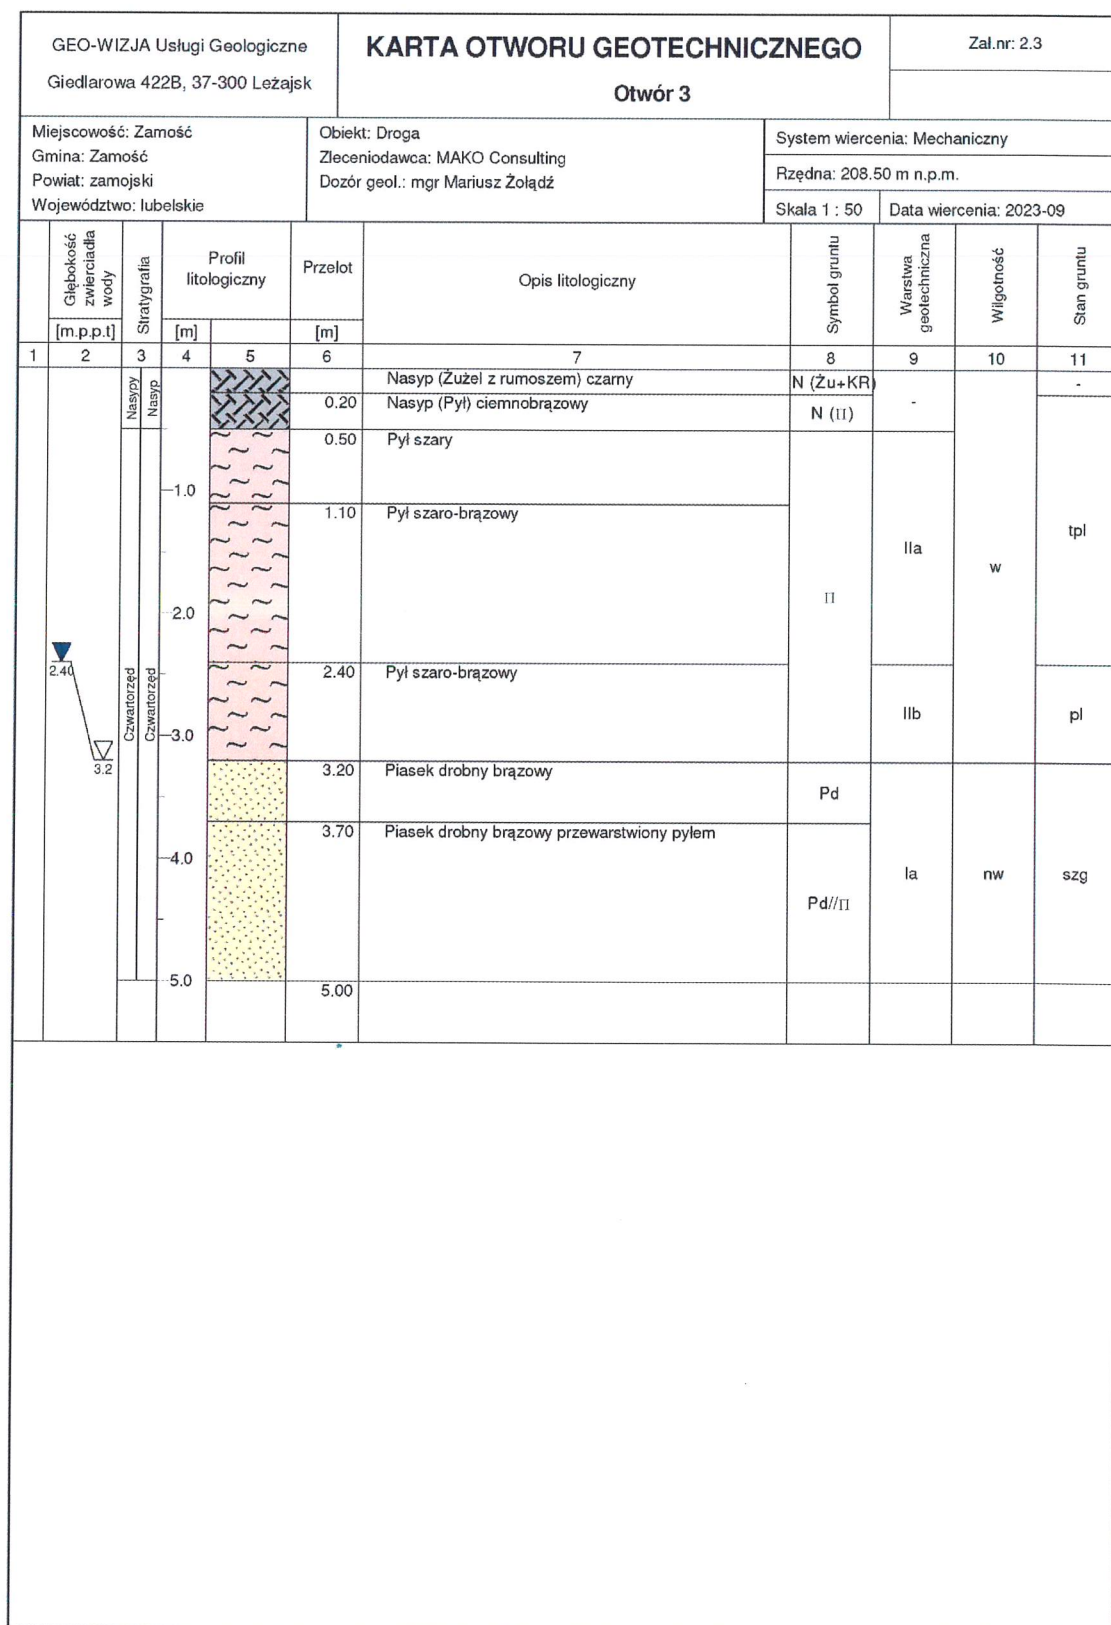 GEO-WIZJA Usługi Geologiczne
Giedlarowa 422B, 37-300 Leżajsk
KARTA OTWORU GEOTECHNICZNEGO
Otwór 3
Zał.nr: 2.3
Miejscowość: Zamość
Gmina: Zamość
Powiat: zamojski
Województwo: lubelskie
Obiekt: Droga
Zleceniodawca: MAKO Consulting
Dozór geol.: mgr Mariusz Żołądź
System wiercenia: Mechaniczny
Rzędna: 208.50 m n.p.m.
Skala 1 : 50
Data wiercenia: 2023-09
Głębokość
zwierciadła
wody
[m.p.p.t]
Stratygrafia
Profil
litologiczny
[m]
Przelot
[m]
Opis litologiczny
Symbol gruntu
Warstwa
geotechniczna
Wilgotność
Stan gruntu
1 2 3 4 5 6 7 8 9 10 11
Nasypy
Nasyp
Nasyp (Żużel z rumoszem) czarny
N (Żu+KR)
-
-
0.20 Nasyp (Pył) ciemnobrązowy
N (Π)
0.50 Pył szary
1.0
1.10 Pył szaro-brązowy
IIa
tpl
w
Π
2.0
2.40
2.40 Pył szaro-brązowy
Czwartorzęd
Czwartorzęd
IIb
pl
3.0
3.2
3.20 Piasek drobny brązowy
Pd
3.70 Piasek drobny brązowy przewarstwiony pyłem
4.0
Ia
nw
szg
Pd//Π
5.0
5.00